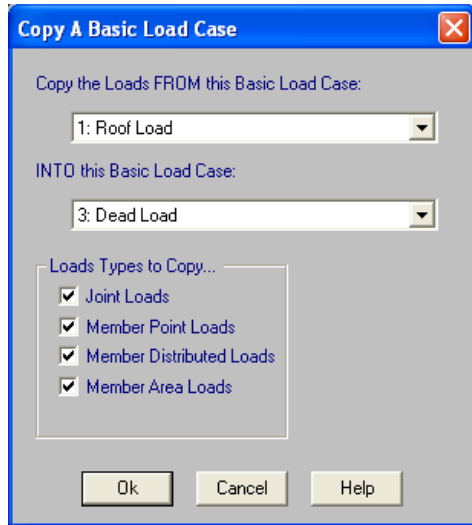 Copy A Basic Load Case
Copy the Loads FROM this Basic Load Case:
1: Roof Load
INTO this Basic Load Case:
3: Dead Load
Loads Types to Copy...
Joint Loads
Member Point Loads
Member Distributed Loads
Member Area Loads
Ok Cancel Help